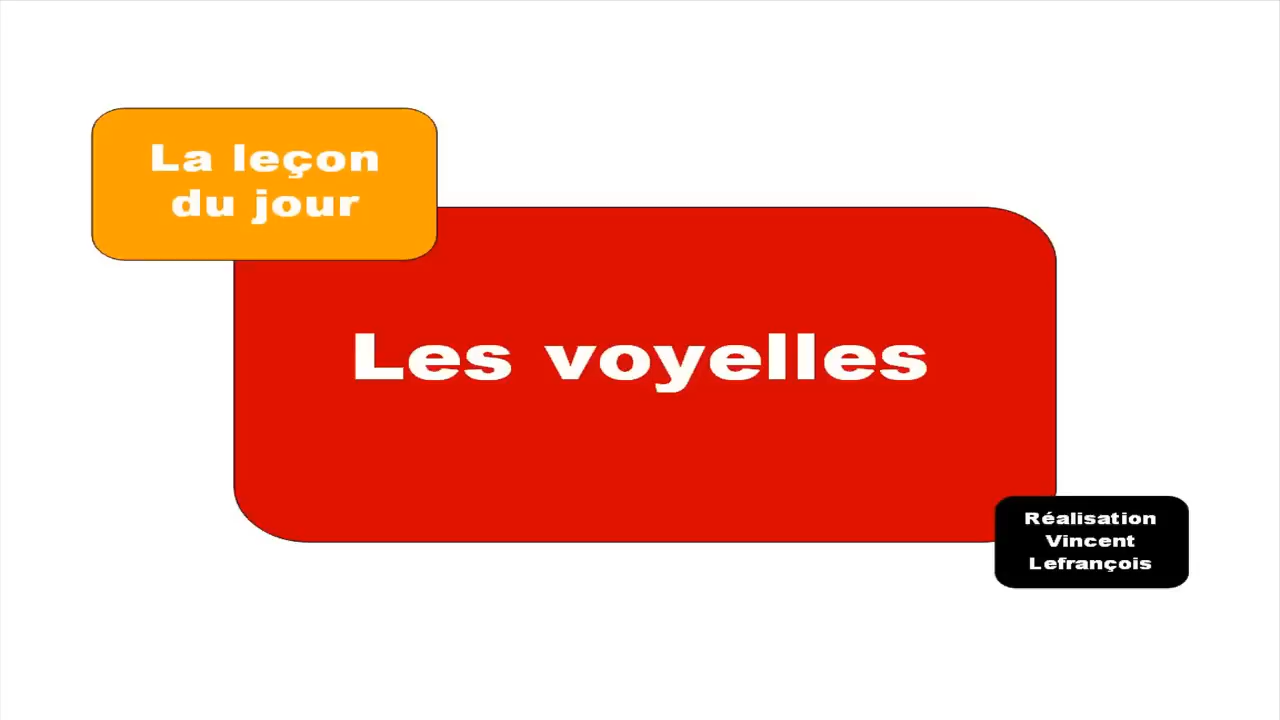 La leçon
du jour
Les voyelles
Réalisation
Vincent
Lefrançois